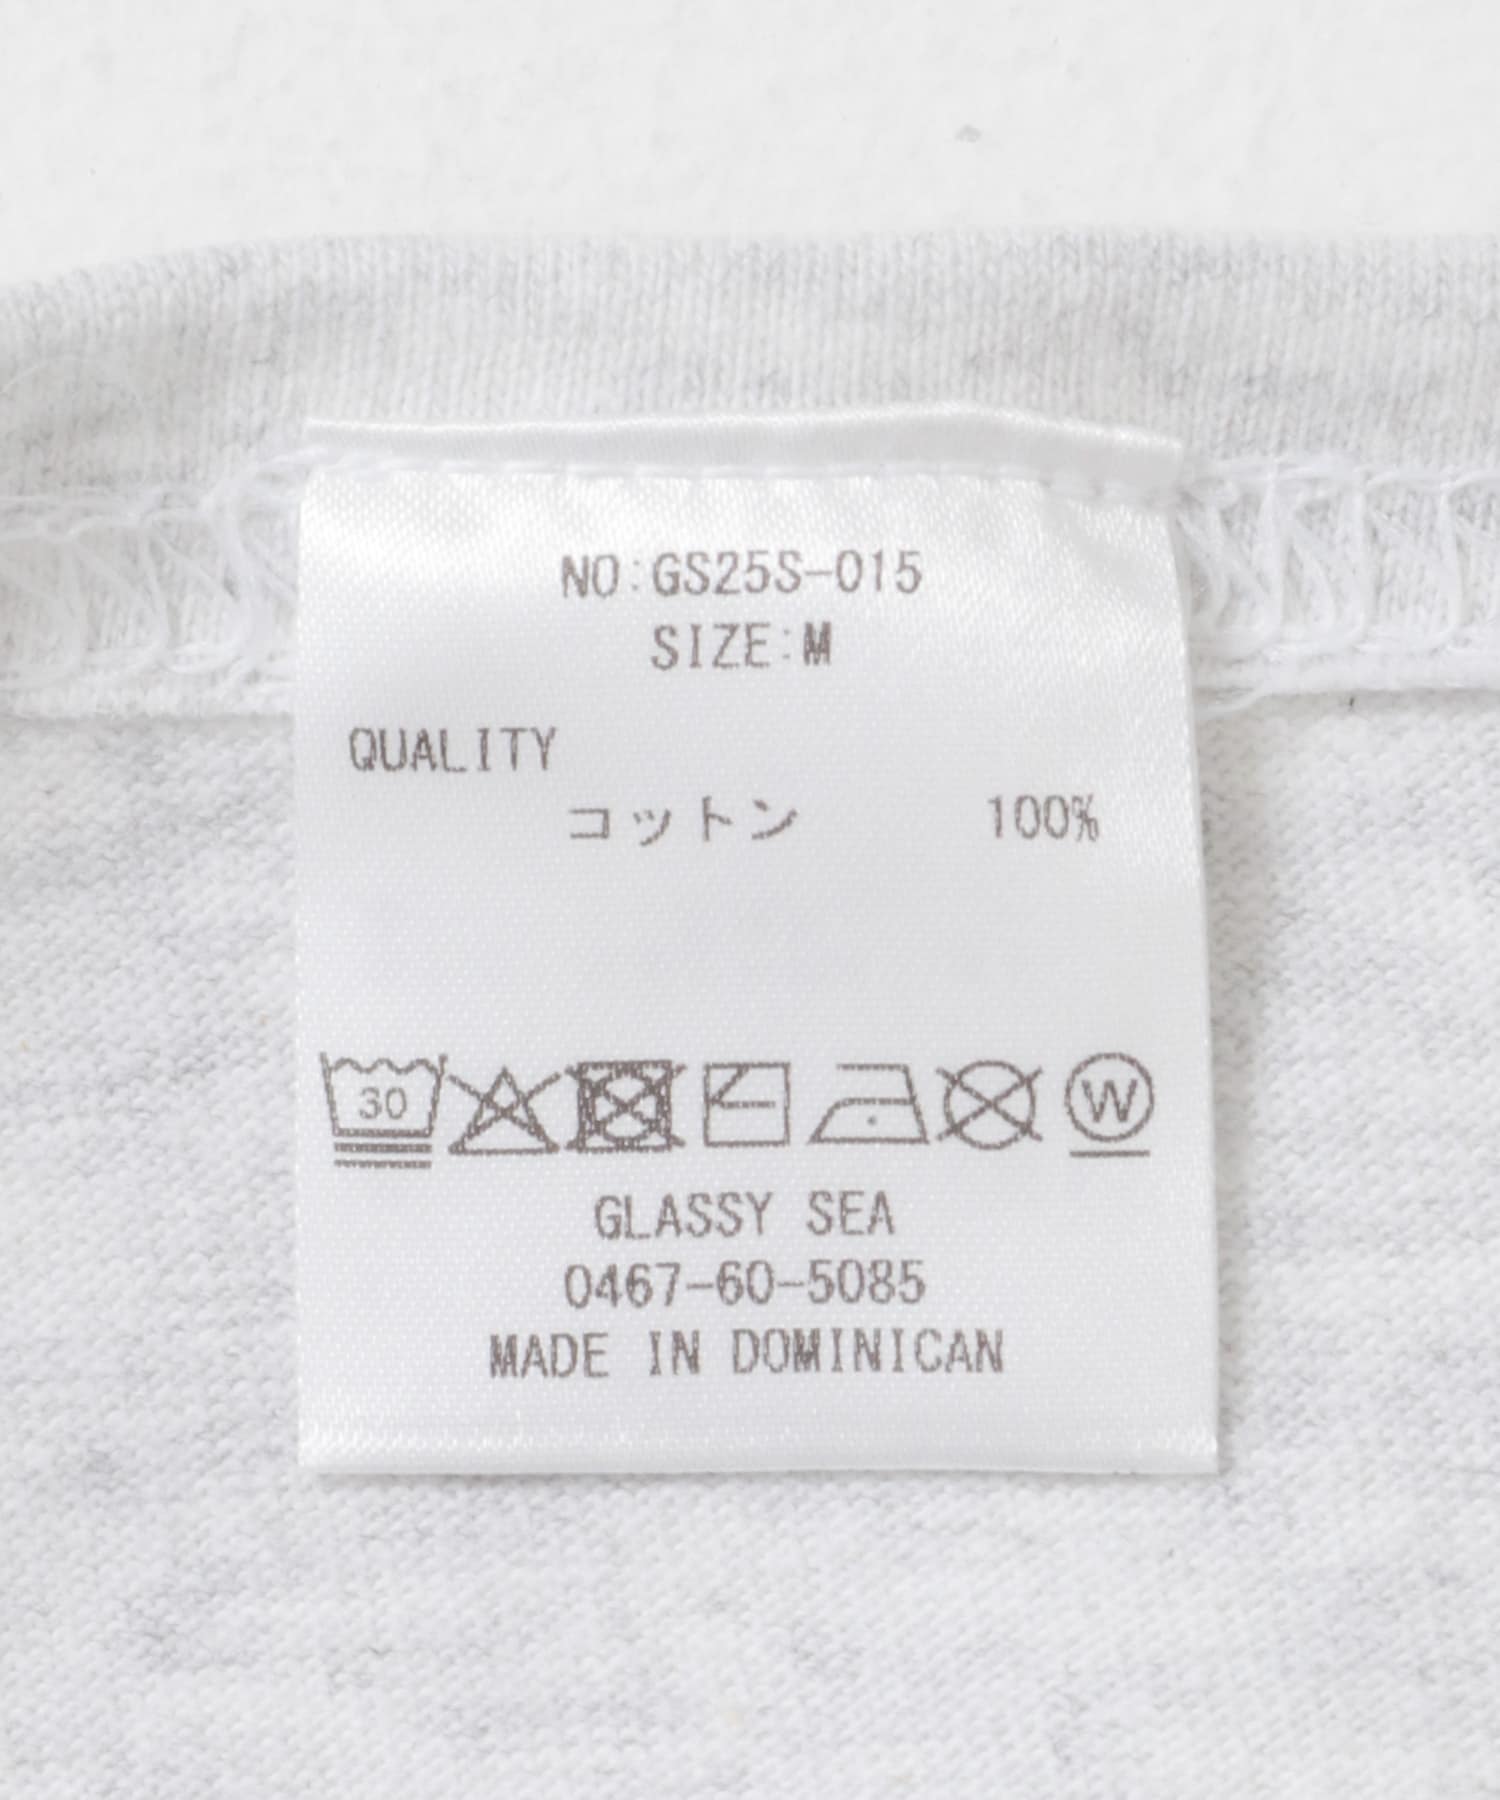 NO:GS25S-015
SIZE:M
QUALITY
コットン 100%
30
W
GLASSY SEA
0467-60-5085
MADE IN DOMINICAN